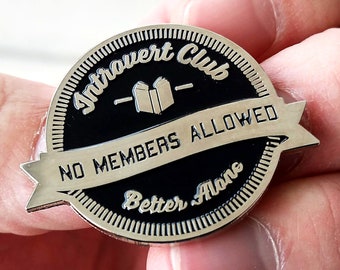 Introvert Club
NO MEMBERS ALLOWED
Better Alone